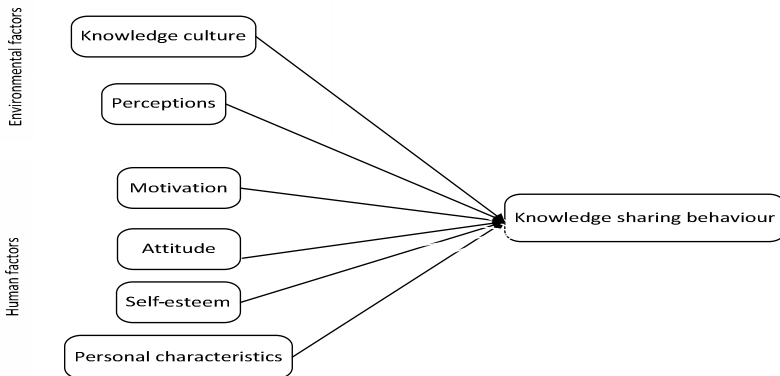 Environmental factors
Knowledge culture
Perceptions
Human factors
Motivation
Attitude
Self-esteem
Personal characteristics
Knowledge sharing behaviour